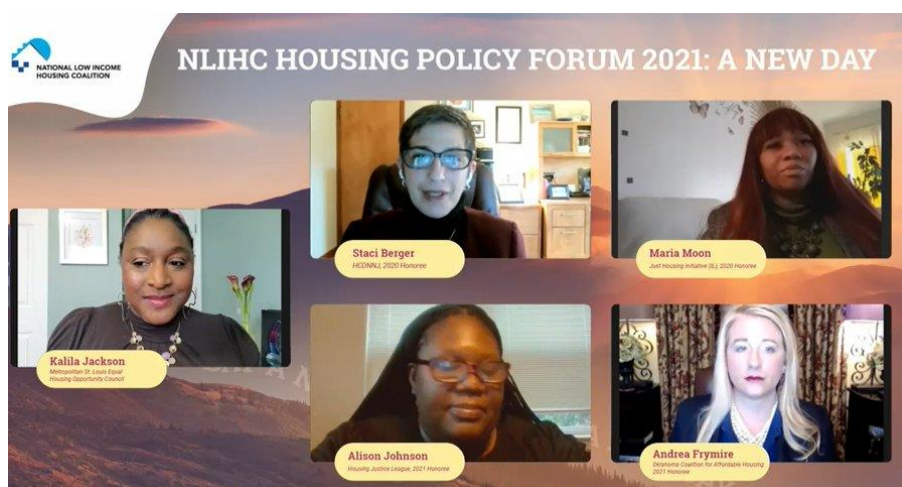 NATIONAL LOW INCOME
HOUSING COALITION
NLIHC HOUSING POLICY FORUM 2021: A NEW DAY
Staci Berger
HCDNNJ, 2020 Honoree
Maria Moon
Just Housing Initiative (IL), 2020 Honoree
Kalila Jackson
Metropolitan St. Louis Equal
Housing Opportunity Council
Alison Johnson
Housing Justice League, 2021 Honoree
Andrea Frymire
Oklahoma Coalition for Affordable Housing
2021 Honoree